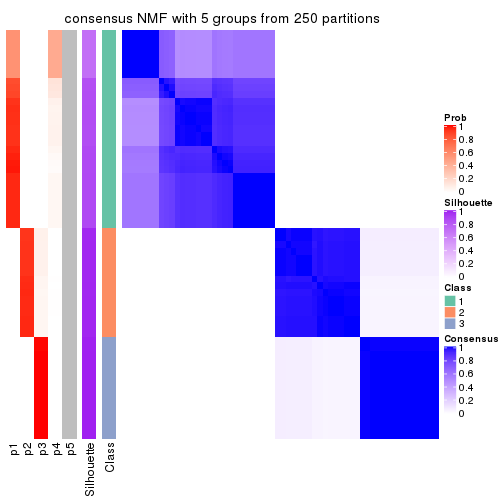 consensus NMF with 5 groups from 250 partitions
Prob
1
0.8
0.6
0.4
0.2
0
Silhouette
1
0.8
0.6
0.4
0.2
0
Class
1
2
3
Consensus
1
0.8
0.6
0.4
0.2
0
p1
p2
p3
p4
p5
Silhouette
Class